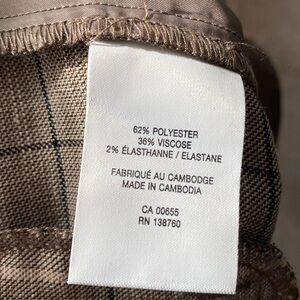 62% POLYESTER
36% VISCOSE
2% ÉLASTHANNE / ELASTANE
FABRIQUÉ AU CAMBODGE
MADE IN CAMBODIA
CA 00655
RN 138760